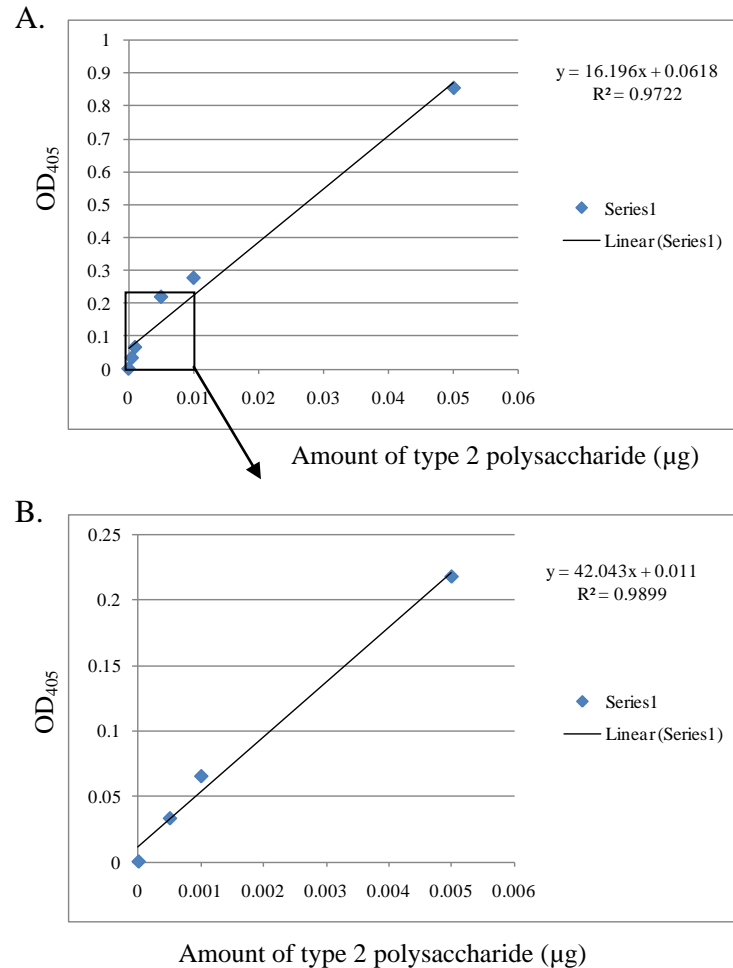 A.
1
0.9
0.8
0.7
0.6
0.5
0.4
0.3
0.2
0.1
0
OD405
y = 16.196x + 0.0618
R² = 0.9722
Series1
Linear (Series1)
0 0.01 0.02 0.03 0.04 0.05 0.06
Amount of type 2 polysaccharide (µg)
B.
0.25
0.2
0.15
0.1
0.05
0
OD405
y = 42.043x + 0.011
R² = 0.9899
Series1
Linear (Series1)
0 0.001 0.002 0.003 0.004 0.005 0.006
Amount of type 2 polysaccharide (µg)